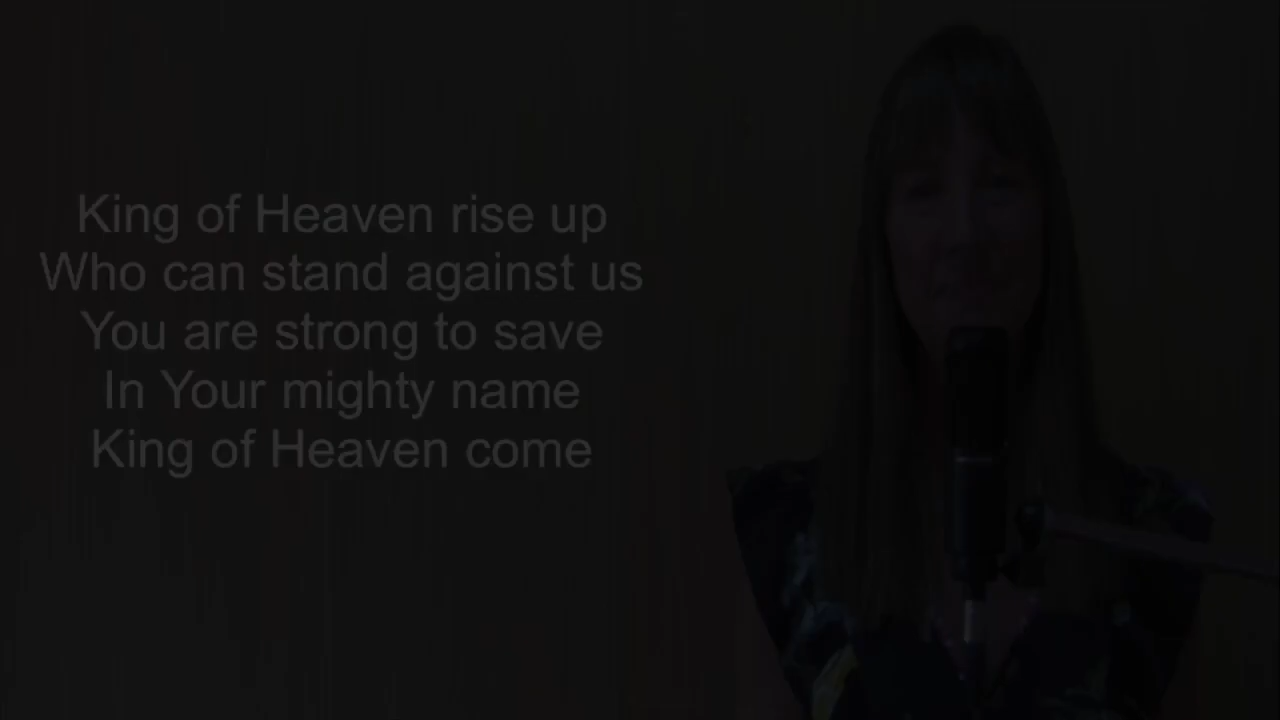 King of Heaven rise up
Who can stand against us
You are strong to save
In Your mighty name
King of Heaven come